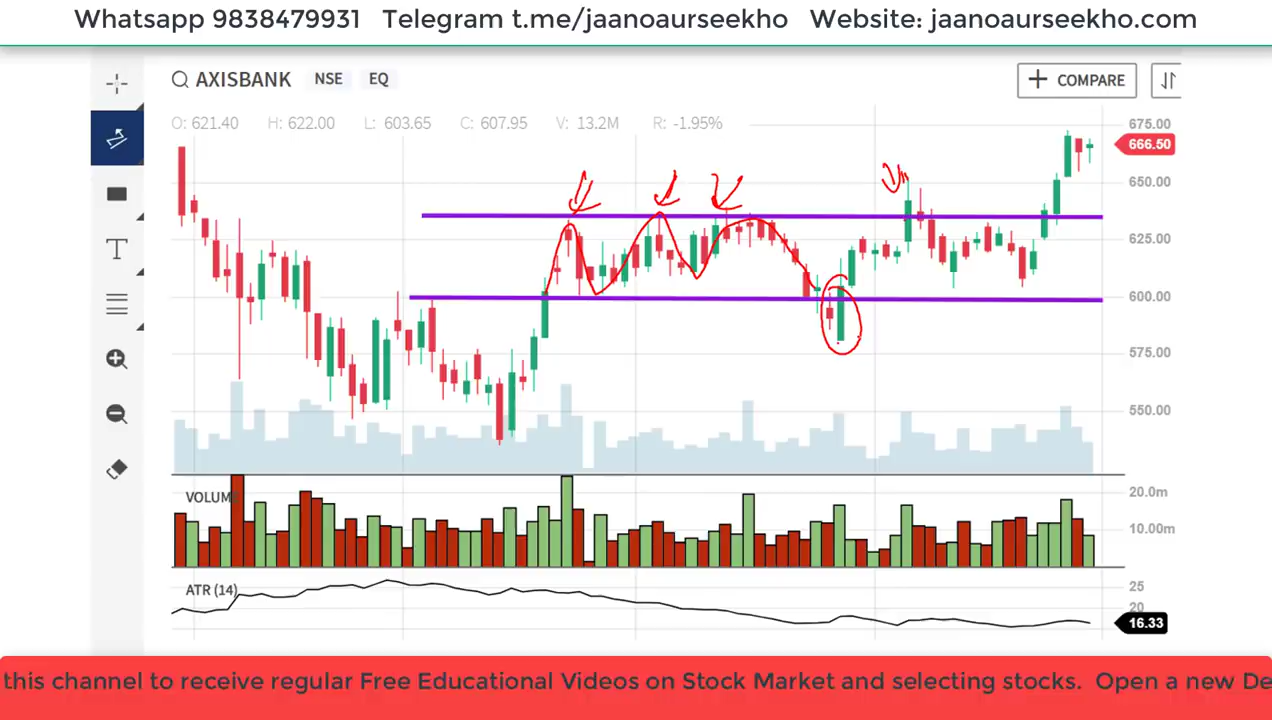 Whatsapp 9838479931 Telegram t.me/jaanoaurseekho Website: jaanoaurseekho.com
AXISBANK NSE EQ
COMPARE
O: 621.40 H: 622.00 L: 603.65 C: 607.95 V: 13.2M R: -1.95%
675.00
666.50
650.00
625.00
600.00
575.00
550.00
T
VOLUM
20.0m
10.00m
ATR (14)
25
20
16.33
this channel to receive regular Free Educational Videos on Stock Market and selecting stocks. Open a new De